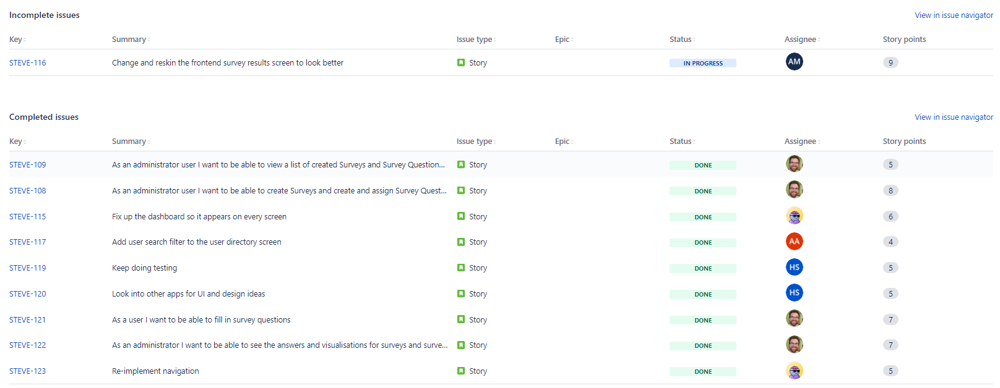 Incomplete issues View in issue navigator
Key Summary Issue type Epic Status Assignee Story points
STEVE-116 Change and reskin the frontend survey results screen to look better Story IN PROGRESS AM 9
Completed issues View in issue navigator
Key Summary Issue type Epic Status Assignee Story points
STEVE-109 As an administrator user I want to be able to view a list of created Surveys and Survey Question... Story DONE 5
STEVE-108 As an administrator user I want to be able to create Surveys and create and assign Survey Quest... Story DONE 8
STEVE-115 Fix up the dashboard so it appears on every screen Story DONE 6
STEVE-117 Add user search filter to the user directory screen Story DONE AA 4
STEVE-119 Keep doing testing Story DONE HS 5
STEVE-120 Look into other apps for UI and design ideas Story DONE HS 5
STEVE-121 As a user I want to be able to fill in survey questions Story DONE 7
STEVE-122 As an administrator I want to be able to see the answers and visualisations for surveys and surve... Story DONE 7
STEVE-123 Re-implement navigation Story DONE 5